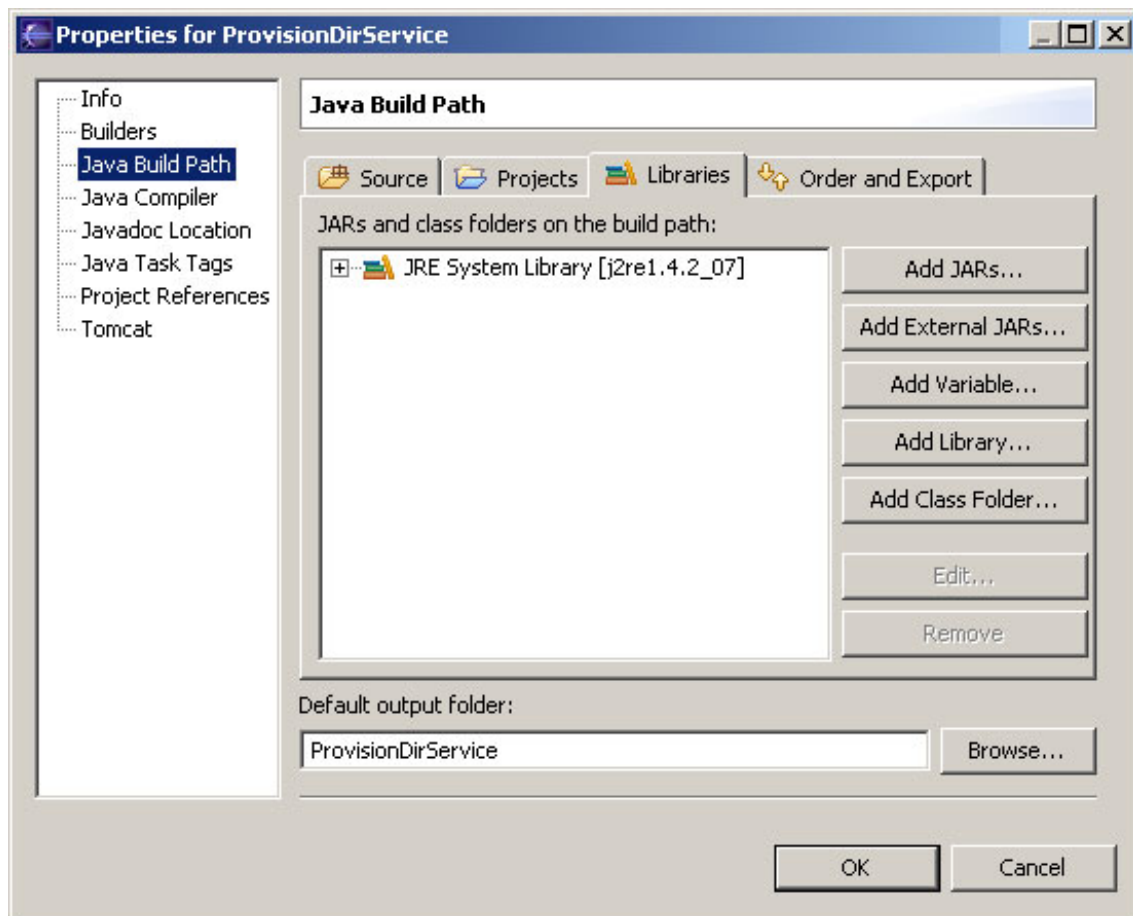 Properties for ProvisionDirService
Info
Builders
Java Build Path
Java Compiler
Javadoc Location
Java Task Tags
Project References
Tomcat
Java Build Path
Source Projects Libraries Order and Export
JARs and class folders on the build path:
JRE System Library [j2re1.4.2_07]
Add JARs...
Add External JARs...
Add Variable...
Add Library...
Add Class Folder...
Edit...
Remove
Default output folder:
ProvisionDirService Browse...
OK Cancel